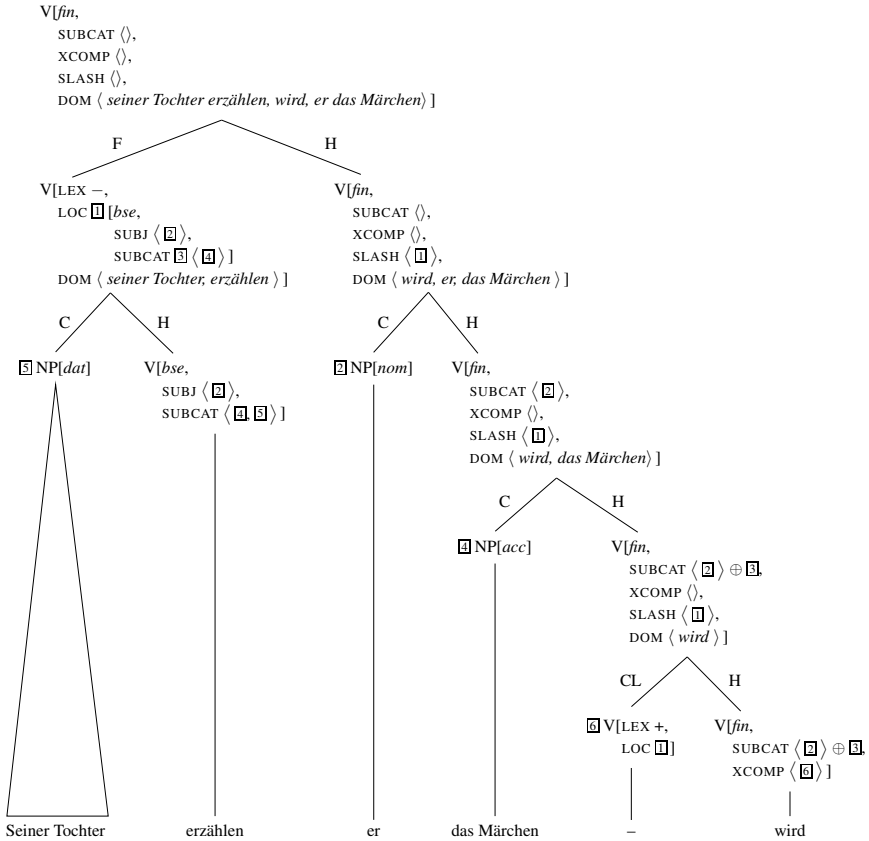 V[fin,
SUBCAT ⟨⟩,
XCOMP ⟨⟩,
SLASH ⟨⟩,
DOM ⟨ seiner Tochter erzählen, wird, er das Märchen⟩ ]
F H
V[LEX −,
LOC 1 [bse,
SUBJ ⟨ 2 ⟩,
SUBCAT 3 ⟨ 4 ⟩ ]
DOM ⟨ seiner Tochter, erzählen ⟩ ]
V[fin,
SUBCAT ⟨⟩,
XCOMP ⟨⟩,
SLASH ⟨ 1 ⟩,
DOM ⟨ wird, er, das Märchen ⟩ ]
C H C H
5 NP[dat]
V[bse,
SUBJ ⟨ 2 ⟩,
SUBCAT ⟨ 4, 5 ⟩ ]
2 NP[nom]
V[fin,
SUBCAT ⟨ 2 ⟩,
XCOMP ⟨⟩,
SLASH ⟨ 1 ⟩,
DOM ⟨ wird, das Märchen⟩ ]
C H
4 NP[acc]
V[fin,
SUBCAT ⟨ 2 ⟩ ⊕ 3,
XCOMP ⟨⟩,
SLASH ⟨ 1 ⟩,
DOM ⟨ wird ⟩ ]
CL H
6 V[LEX +,
LOC 1 ]
V[fin,
SUBCAT ⟨ 2 ⟩ ⊕ 3,
XCOMP ⟨ 6 ⟩ ]
Seiner Tochter erzählen er das Märchen – wird